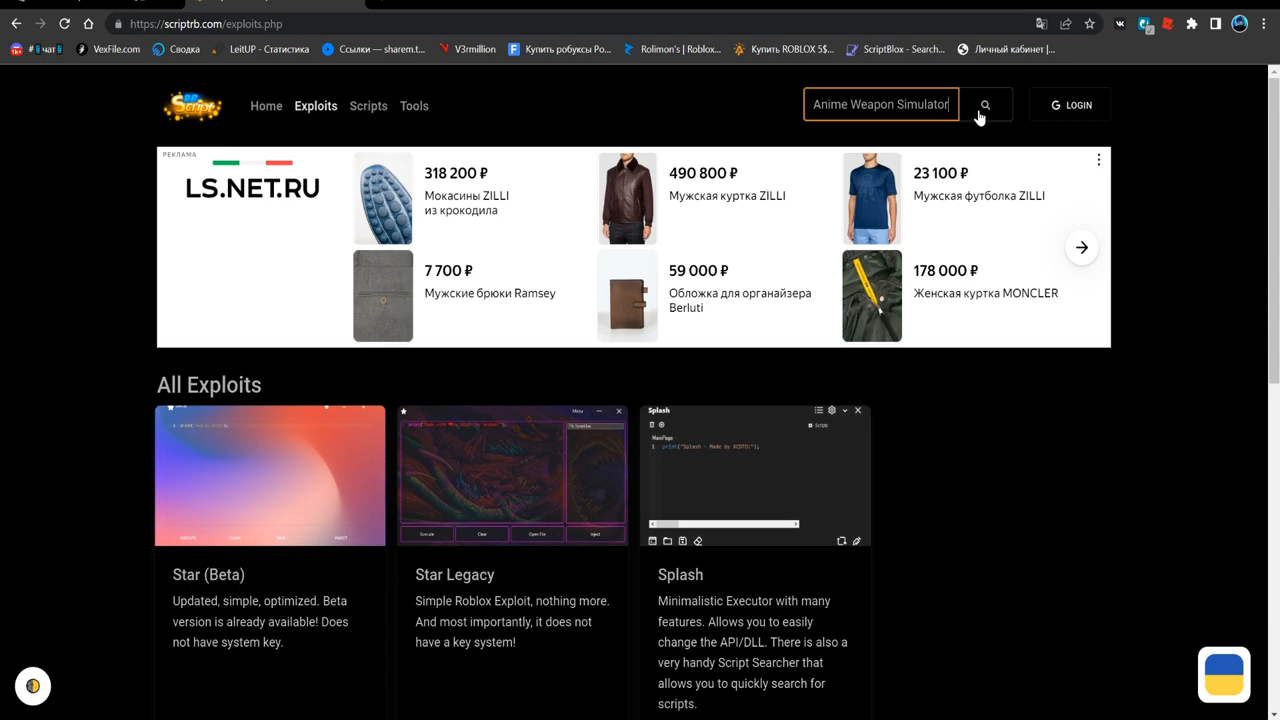 https://scriptrb.com/exploits.php
чат
VexFile.com
Сводка
LeitUP - Статистика
Ссылки — sharem.t...
V3rmillion
Купить робуксы Ро...
Rolimon's | Roblox...
Купить ROBLOX 5$...
ScriptBlox - Search...
Личный кабинет |...
Script
Home
Exploits
Scripts
Tools
Anime Weapon Simulator
G LOGIN
РЕКЛАМА
LS.NET.RU
318 200 ₽
Мокасины ZILLI
из крокодила
490 800 ₽
Мужская куртка ZILLI
23 100 ₽
Мужская футболка ZILLI
7 700 ₽
Мужские брюки Ramsey
59 000 ₽
Обложка для органайзера
Berluti
178 000 ₽
Женская куртка MONCLER
All Exploits
Menu
Execute
Clear
Open File
Inject
Splash
Scripts
MainPage
1 print("Splash - Made by XCDTO!");
Star (Beta)
Updated, simple, optimized. Beta
version is already available! Does
not have system key.
Star Legacy
Simple Roblox Exploit, nothing more.
And most importantly, it does not
have a key system!
Splash
Minimalistic Executor with many
features. Allows you to easily
change the API/DLL. There is also a
very handy Script Searcher that
allows you to quickly search for
scripts.